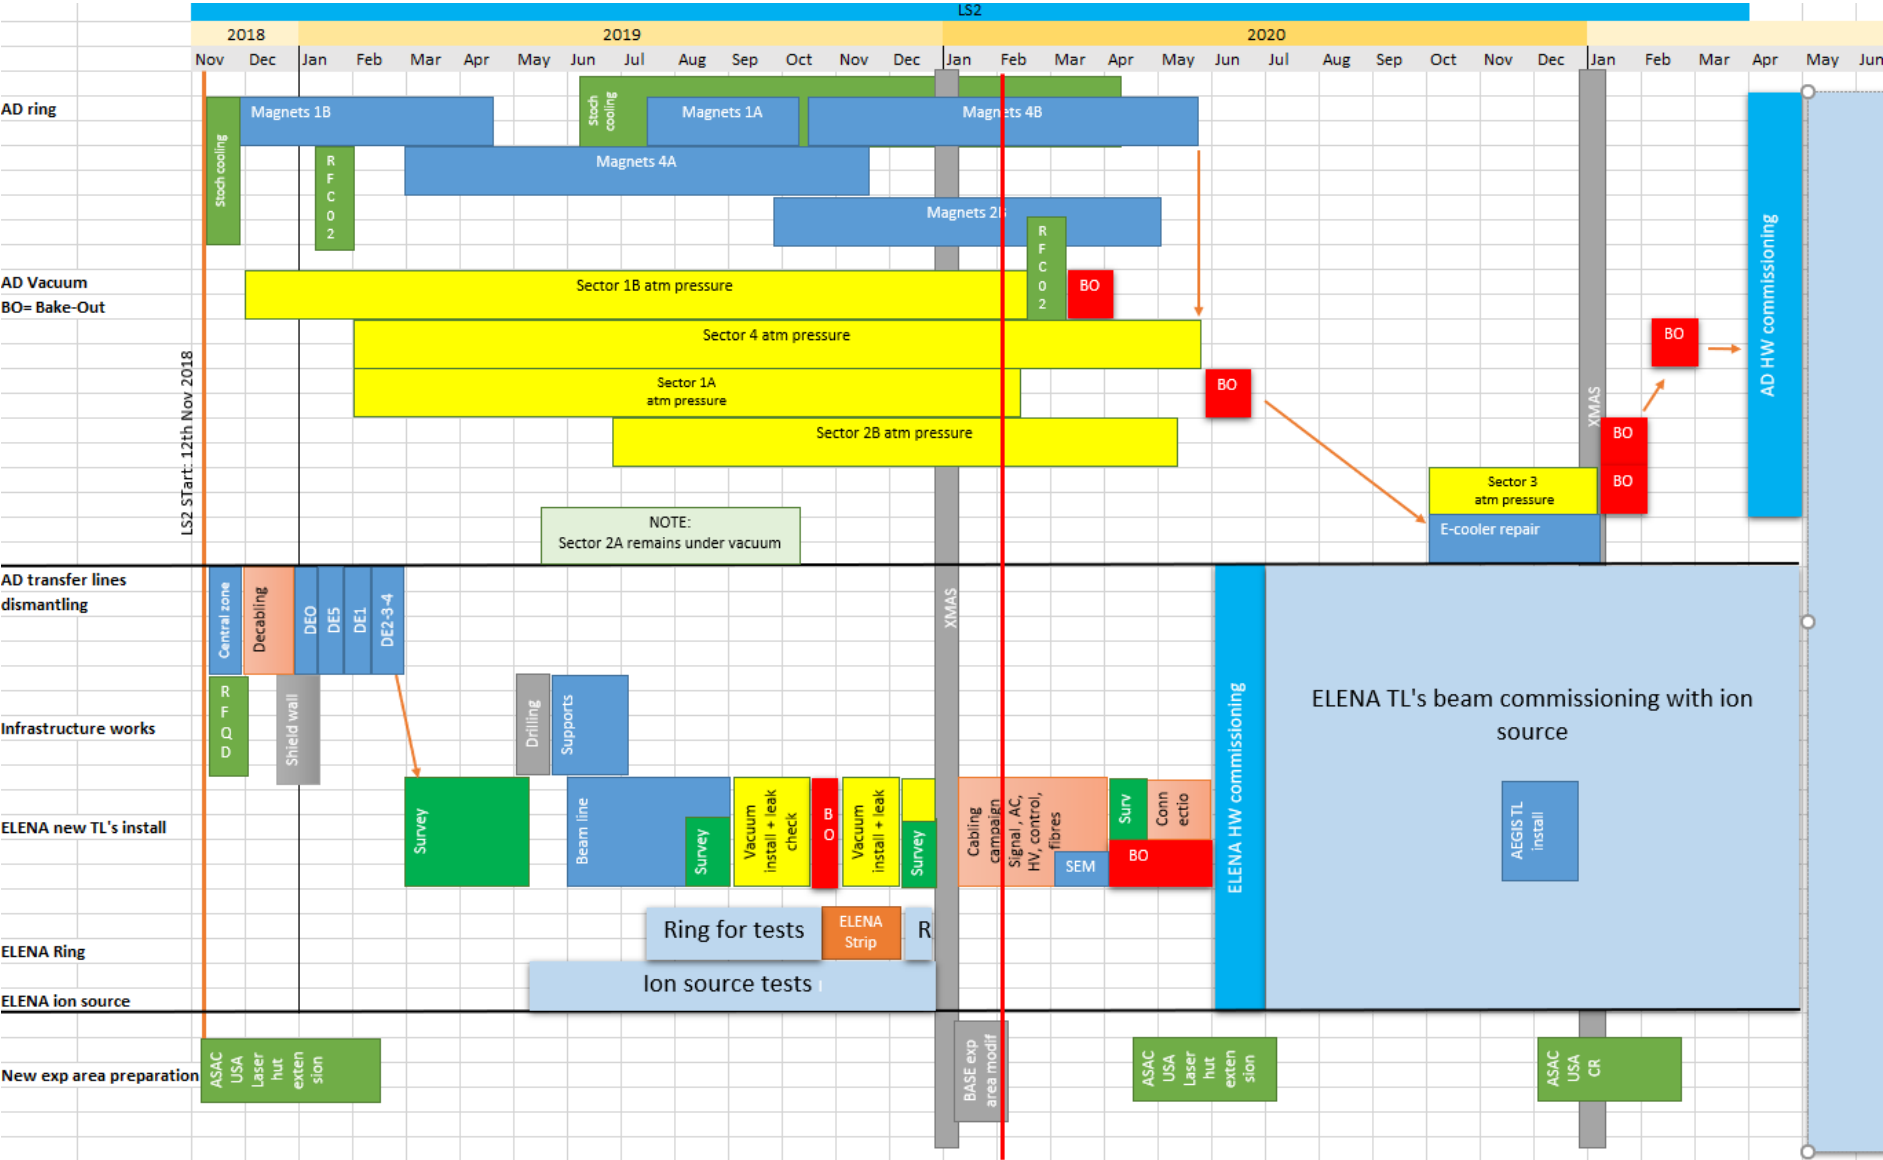 LS2
2018
2019
2020
Nov Dec Jan Feb Mar Apr May Jun Jul Aug Sep Oct Nov Dec Jan Feb Mar Apr May Jun Jul Aug Sep Oct Nov Dec Jan Feb Mar Apr May Jun
AD ring
Stoch cooling
Magnets 1B
RFC02
Stoch
cooling
Magnets 1A
Magnets 4B
Magnets 4A
Magnets 2B
RFC02
AD Vacuum
BO= Bake-Out
Sector 1B atm pressure
BO
Sector 4 atm pressure
BO
Sector 1A
atm pressure
BO
Sector 2B atm pressure
BO
Sector 3
atm pressure
BO
E-cooler repair
NOTE:
Sector 2A remains under vacuum
LS2 STart: 12th Nov 2018
XMAS
AD HW commissioning
AD transfer lines
dismantling
Central zone
Decabling
DE0
DE5
DE1
DE2-3-4
XMAS
Infrastructure works
RFQD
Shield wall
Drilling
Supports
ELENA HW commissioning
ELENA TL's beam commissioning with ion
source
ELENA new TL's install
Survey
Beam line
Survey
Vacuum
install + leak
check
BO
Vacuum
install + leak
Survey
Cabling
campaign
Signal , AC,
HV, control,
fibres
SEM
Surv
Conn
ectio
BO
AEGIS TL
install
ELENA Ring
Ring for tests
ELENA
Strip
R
ELENA ion source
Ion source tests
New exp area preparation
ASAC
USA
Laser
hut
exten
sion
BASE exp
area modif
ASAC
USA
Laser
hut
exten
sion
ASAC
USA
CR